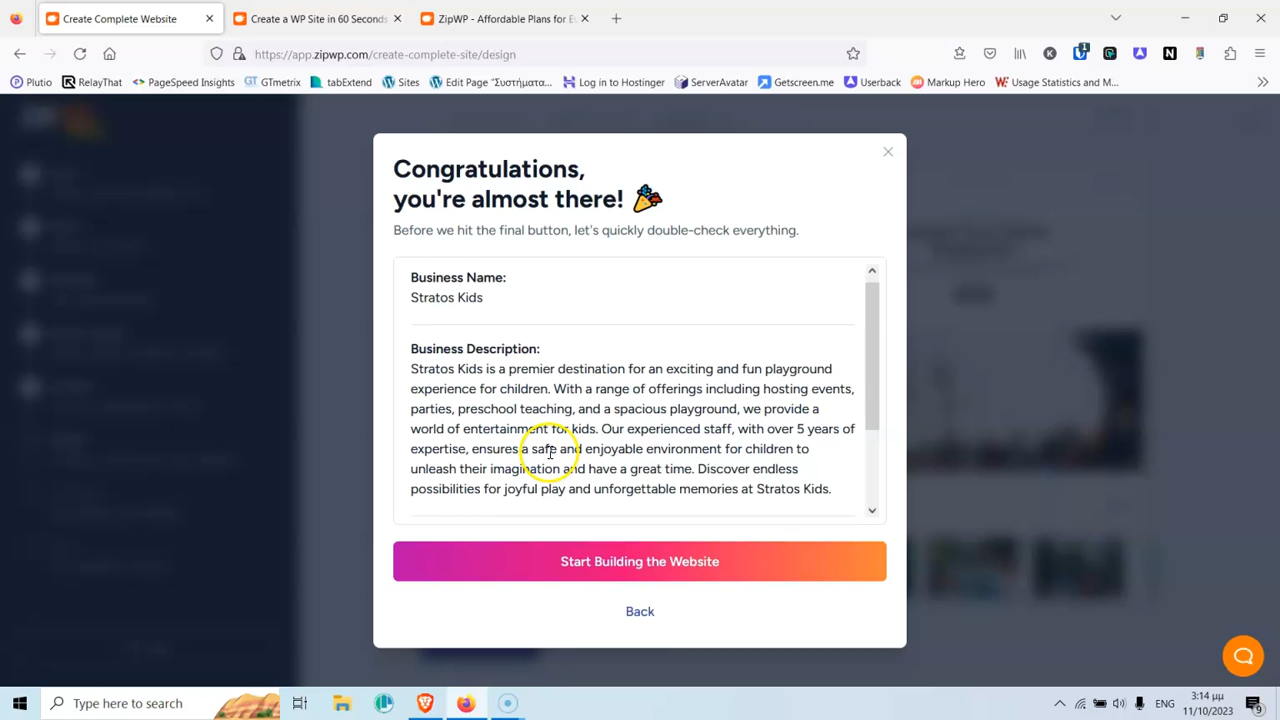 Create Complete Website
Create a WP Site in 60 Seconds
ZipWP - Affordable Plans for Ev
https://app.zipwp.com/create-complete-site/design
Plutio
RelayThat
PageSpeed Insights
GTmetrix
tabExtend
Sites
Edit Page "Συστήματα...
Log in to Hostinger
ServerAvatar
Getscreen.me
Userback
Markup Hero
Usage Statistics and M...
Congratulations,
you're almost there!
Before we hit the final button, let's quickly double-check everything.
Business Name:
Stratos Kids
Business Description:
Stratos Kids is a premier destination for an exciting and fun playground
experience for children. With a range of offerings including hosting events,
parties, preschool teaching, and a spacious playground, we provide a
world of entertainment for kids. Our experienced staff, with over 5 years of
expertise, ensures a safe and enjoyable environment for children to
unleash their imagination and have a great time. Discover endless
possibilities for joyful play and unforgettable memories at Stratos Kids.
Start Building the Website
Back
Type here to search
ENG
3:14 μμ
11/10/2023
9